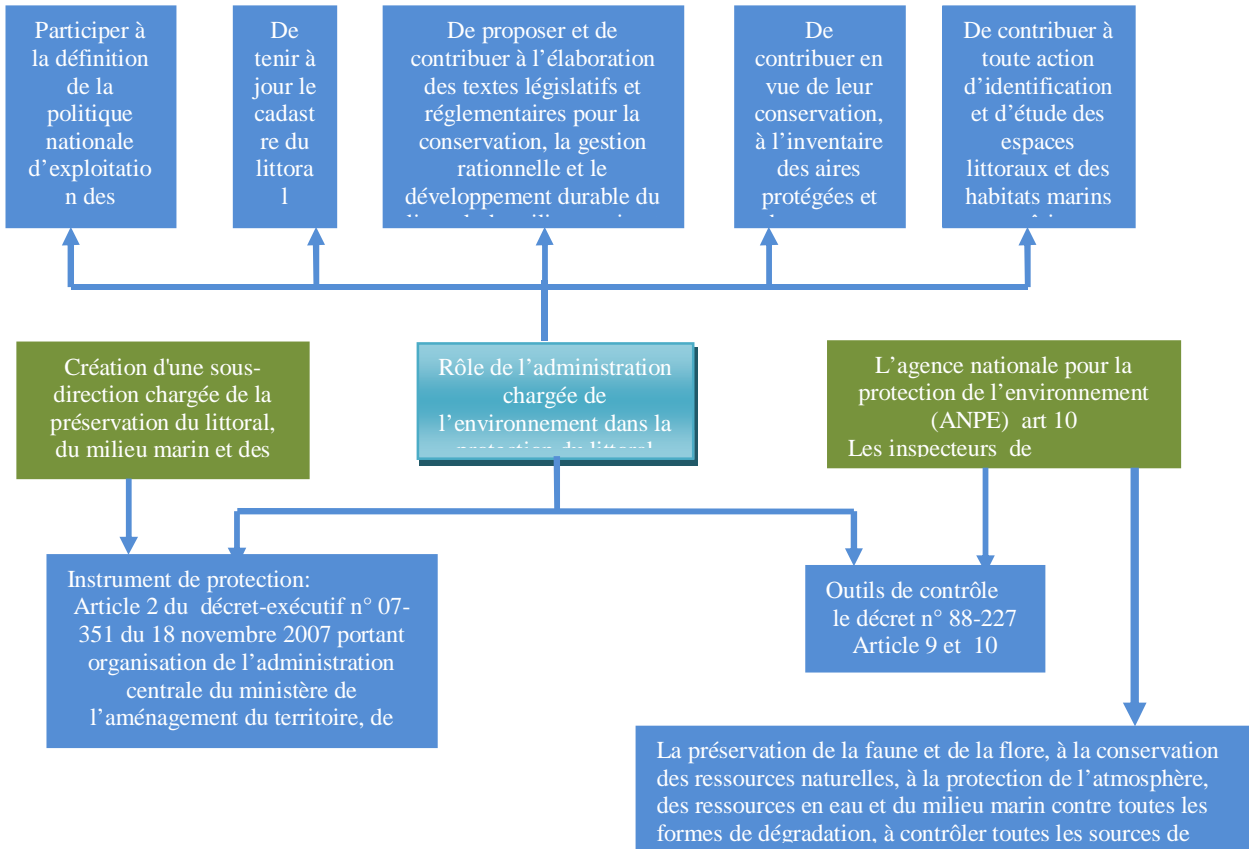 Participer à
la définition
de la
politique
nationale
d’exploitatio
n des
De
tenir à
jour le
cadast
re du
littora
l
De proposer et de
contribuer à l’élaboration
des textes législatifs et
réglementaires pour la
conservation, la gestion
rationnelle et le
développement durable du
De
contribuer en
vue de leur
conservation,
à l’inventaire
des aires
protégées et
De contribuer à
toute action
d’identification
et d’étude des
espaces
littoraux et des
habitats marins
Création d'une sous-
direction chargée de la
préservation du littoral,
du milieu marin et des
Rôle de l’administration
chargée de
l’environnement dans la
protection du littoral
L’agence nationale pour la
protection de l’environnement
(ANPE) art 10
Les inspecteurs de
Instrument de protection:
Article 2 du décret-exécutif n° 07-
351 du 18 novembre 2007 portant
organisation de l’administration
centrale du ministère de
l’aménagement du territoire, de
Outils de contrôle
le décret n° 88-227
Article 9 et 10
La préservation de la faune et de la flore, à la conservation
des ressources naturelles, à la protection de l’atmosphère,
des ressources en eau et du milieu marin contre toutes les
formes de dégradation, à contrôler toutes les sources de